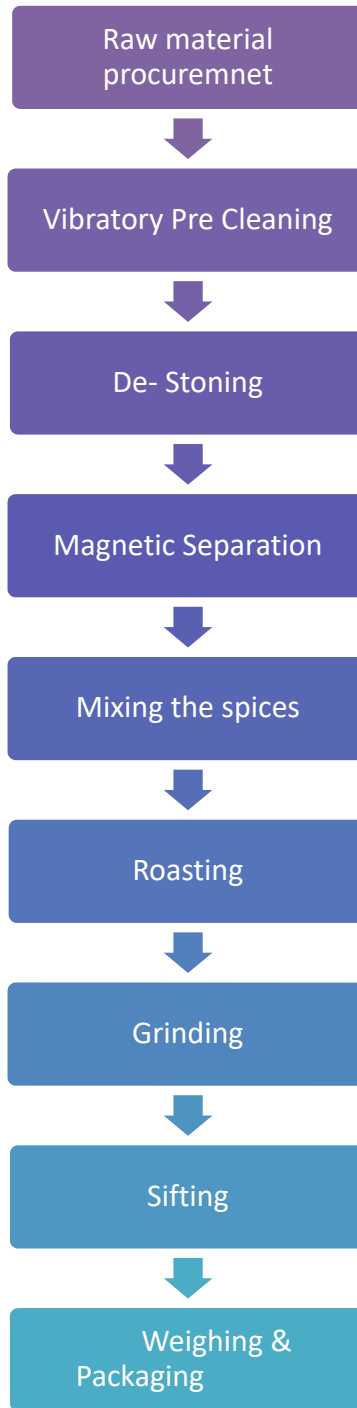 Raw material
procuremnet
Vibratory Pre Cleaning
De- Stoning
Magnetic Separation
Mixing the spices
Roasting
Grinding
Sifting
Weighing &
Packaging